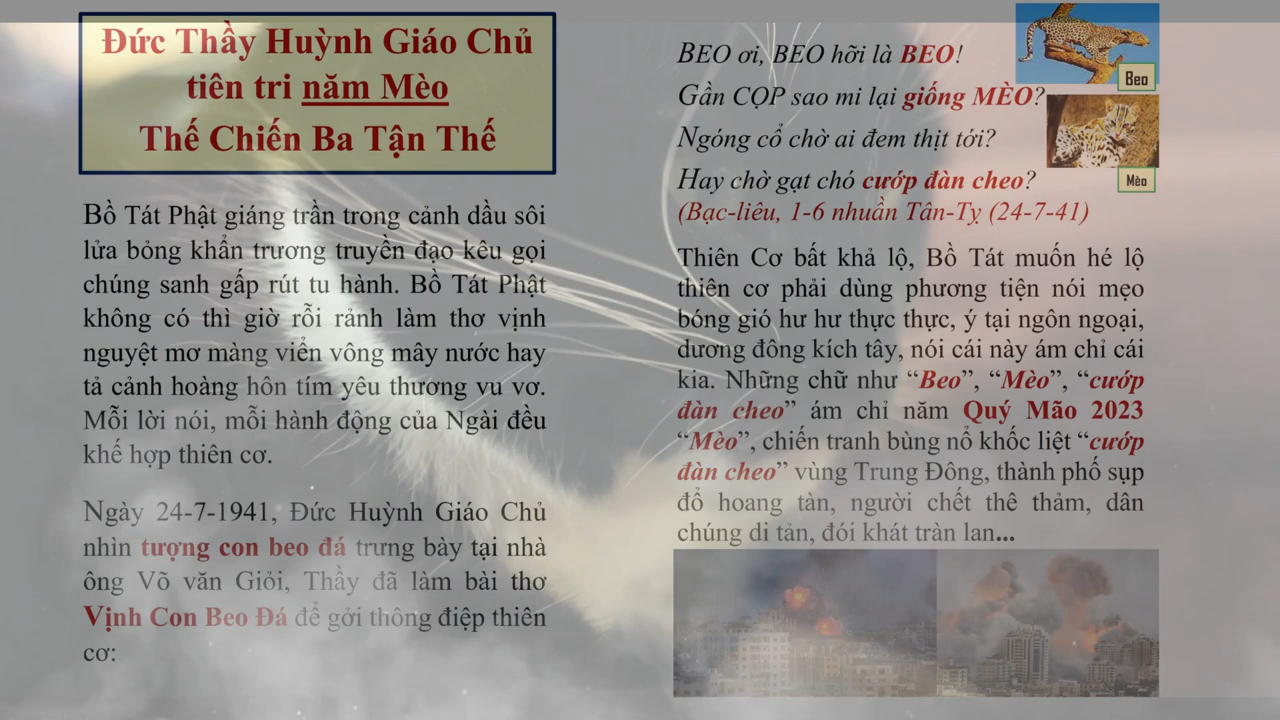 Đức Thầy Huỳnh Giáo Chủ
tiên tri năm Mèo
Thế Chiến Ba Tận Thế
Bồ Tát Phật giáng trần trong cảnh dầu sôi
lửa bỏng khẩn trương truyền đạo kêu gọi
chúng sanh gấp rút tu hành. Bồ Tát Phật
không có thì giờ rỗi rảnh làm thơ vịnh
nguyệt mơ màng viển vông mây nước hay
tả cảnh hoàng hôn tím yêu thương vu vơ.
Mỗi lời nói, mỗi hành động của Ngài đều
khế hợp thiên cơ.
Ngày 24-7-1941, Đức Huỳnh Giáo Chủ
nhìn tượng con beo đá trưng bày tại nhà
ông Võ văn Giỏi, Thầy đã làm bài thơ
Vịnh Con Beo Đá để gởi thông điệp thiên
cơ:
BEO ơi, BEO hỡi là BEO!
Gần CỌP sao mi lại giống MÈO?
Ngóng cổ chờ ai đem thịt tới?
Hay chờ gạt chó cướp đàn cheo?
(Bạc-liêu, 1-6 nhuần Tân-Tỵ (24-7-41)
Beo
Mèo
Thiên Cơ bất khả lộ, Bồ Tát muốn hé lộ
thiên cơ phải dùng phương tiện nói mẹo
bóng gió hư hư thực thực, ý tại ngôn ngoại,
dương đông kích tây, nói cái này ám chỉ cái
kia. Những chữ như “Beo”, “Mèo”, “cướp
đàn cheo” ám chỉ năm Quý Mão 2023
“Mèo”, chiến tranh bùng nổ khốc liệt “cướp
đàn cheo” vùng Trung Đông, thành phố sụp
đổ hoang tàn, người chết thê thảm, dân
chúng di tản, đói khát tràn lan...